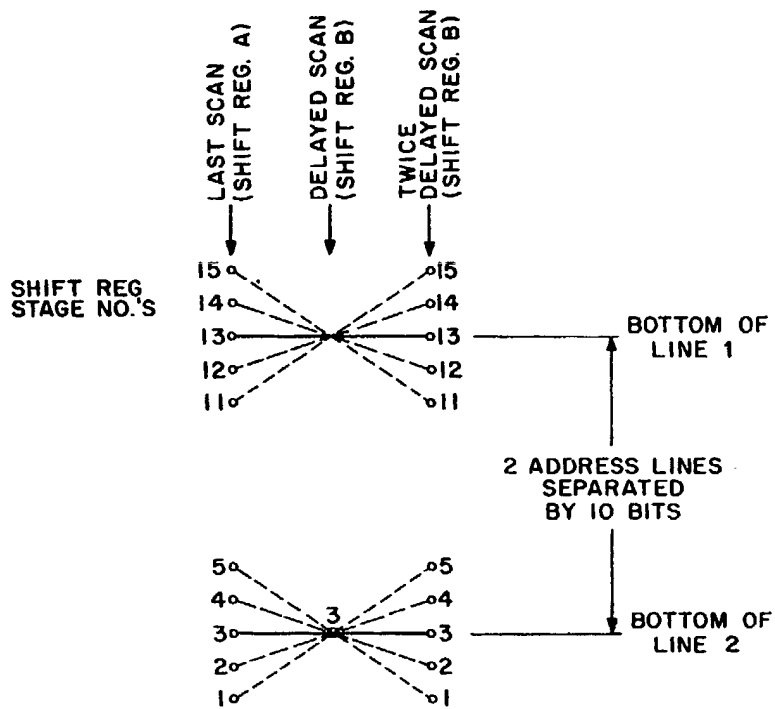 LAST SCAN
(SHIFT REG. A)
DELAYED SCAN
(SHIFT REG. B)
TWICE
DELAYED SCAN
(SHIFT REG. B)
SHIFT REG
STAGE NO.'S
15 15
14 14
13 13
12 12
11 11
BOTTOM OF
LINE 1
2 ADDRESS LINES
SEPARATED
BY 10 BITS
5 5
4 4
3 3 3
2 2
1 1
BOTTOM OF
LINE 2